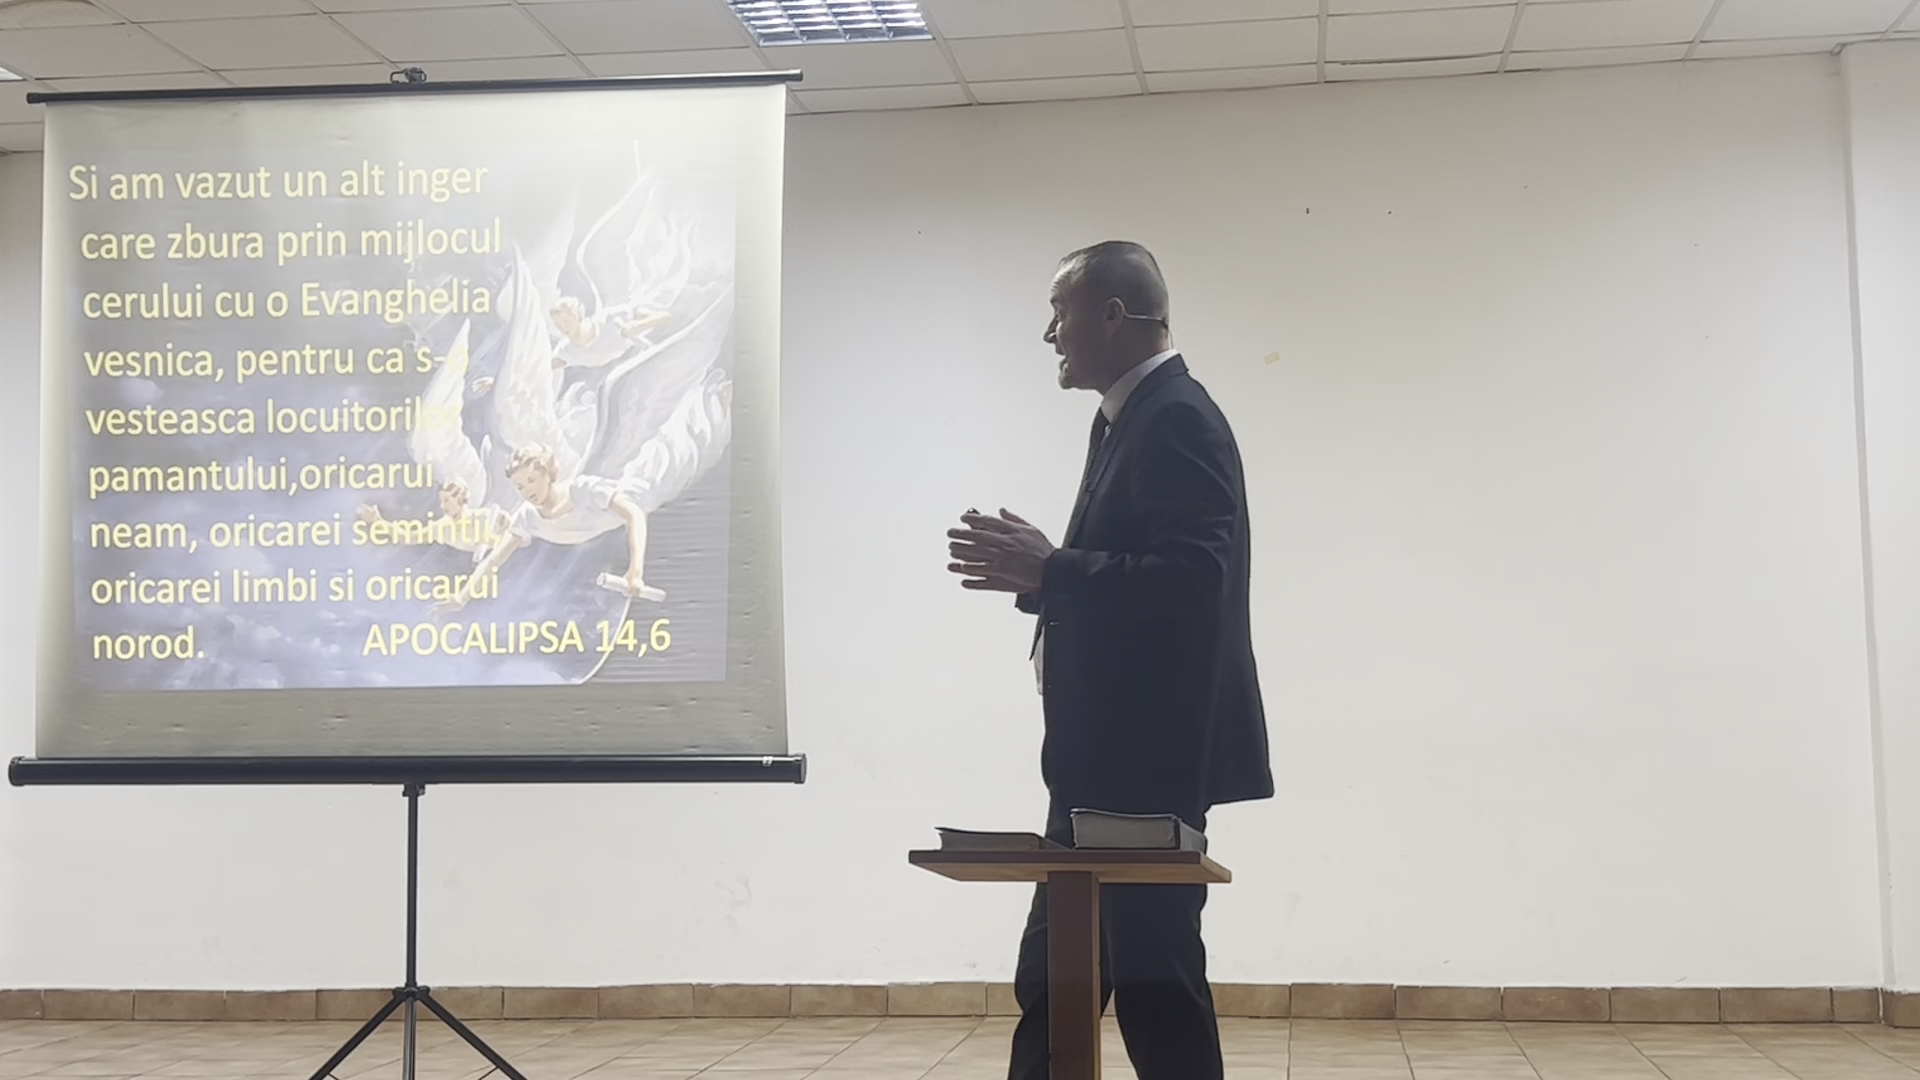 Si am vazut un alt inger
care zbura prin mijlocul
cerului cu o Evanghelia
vesnica, pentru ca s-o
vesteasca locuitorilor
pamantului,oricarui
neam, oricarei semintii,
oricarei limbi si oricarui
norod. APOCALIPSA 14,6